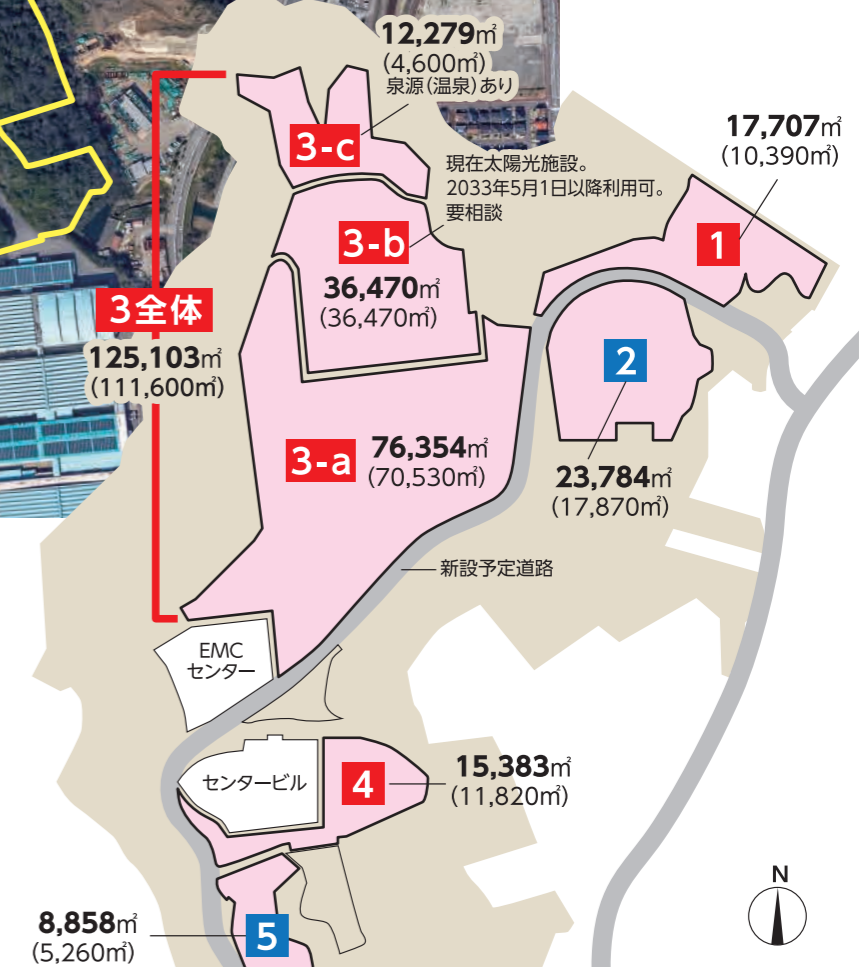 12,279㎡
(4,600㎡)
泉源(温泉)あり
3-c
17,707㎡
(10,390㎡)
1
現在太陽光施設。
2033年5月1日以降利用可。
要相談
3-b
36,470㎡
(36,470㎡)
3全体
125,103㎡
(111,600㎡)
2
23,784㎡
(17,870㎡)
3-a
76,354㎡
(70,530㎡)
新設予定道路
EMC
センター
センタービル
4
15,383㎡
(11,820㎡)
N
8,858㎡
(5,260㎡)
5